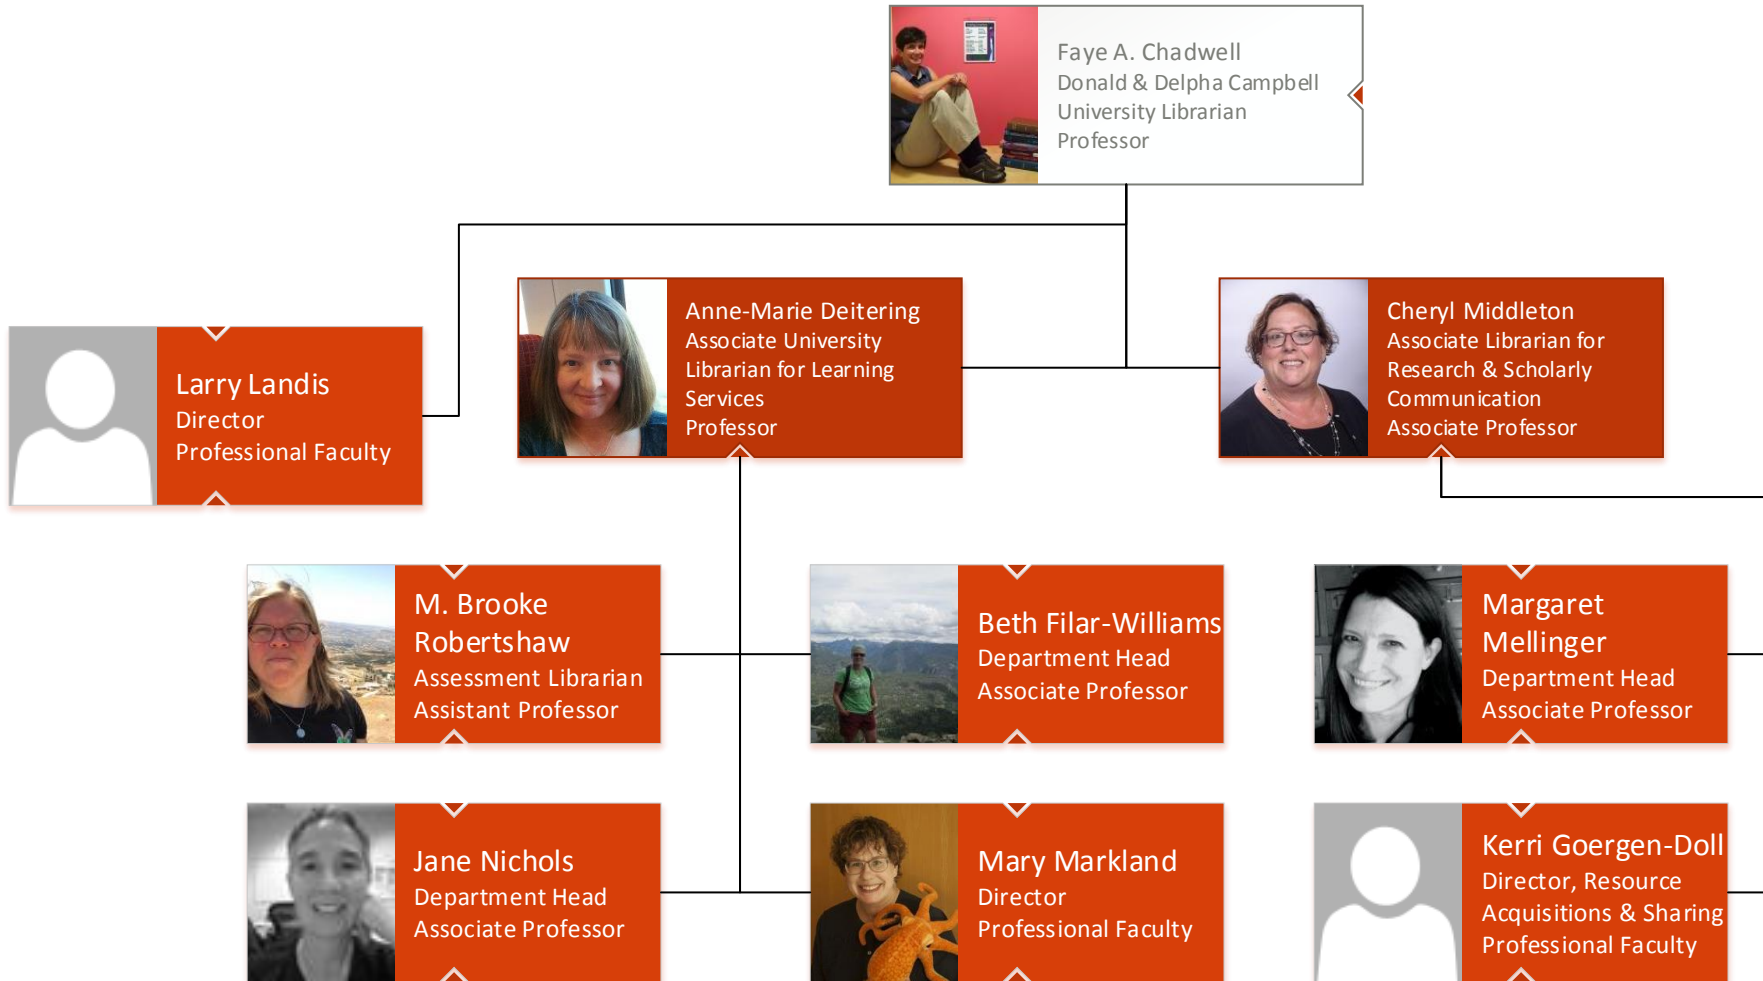 Faye A. Chadwell
Donald & Delpha Campbell
University Librarian
Professor
Larry Landis
Director
Professional Faculty
Anne-Marie Deitering
Associate University
Librarian for Learning
Services
Professor
Cheryl Middleton
Associate Librarian for
Research & Scholarly
Communication
Associate Professor
M. Brooke
Robertshaw
Assessment Librarian
Assistant Professor
Beth Filar-Williams
Department Head
Associate Professor
Margaret
Mellinger
Department Head
Associate Professor
Jane Nichols
Department Head
Associate Professor
Mary Markland
Director
Professional Faculty
Kerri Goergen-Doll
Director, Resource
Acquisitions & Sharing
Professional Faculty